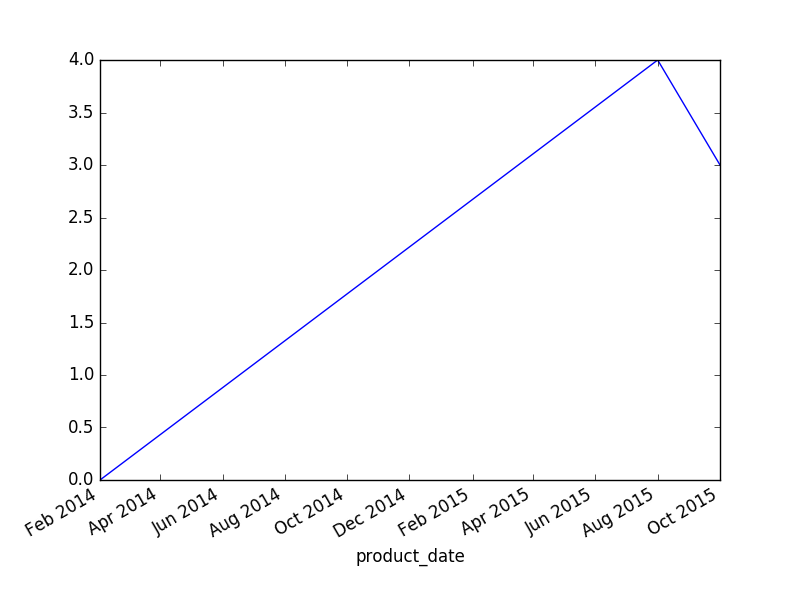 4.0
3.5
3.0
2.5
2.0
1.5
1.0
0.5
0.0
Feb 2014
Apr 2014
Jun 2014
Aug 2014
Oct 2014
Dec 2014
Feb 2015
Apr 2015
Jun 2015
Aug 2015
Oct 2015
product_date